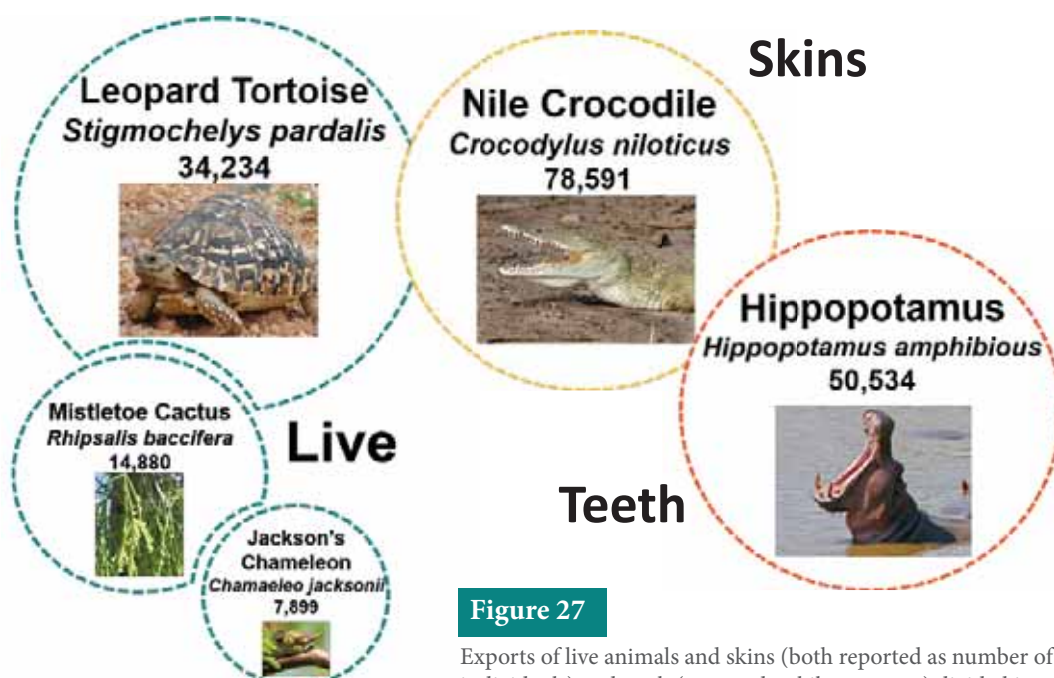 Skins
Leopard Tortoise
Stigmochelys pardalis
34,234
Nile Crocodile
Crocodylus niloticus
78,591
Hippopotamus
Hippopotamus amphibious
50,534
Mistletoe Cactus
Rhipsalis baccifera
14,880
Live
Teeth
Jackson's
Chameleon
Chamaeleo jacksonii
7,899
Figure 27
Exports of live animals and skins (both reported as number of